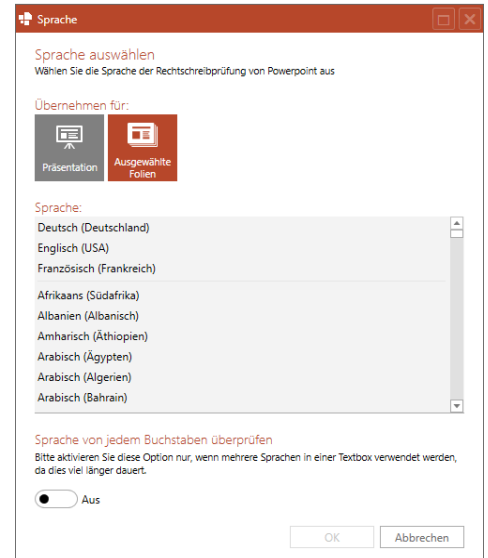 Sprache
Sprache auswählen
Wählen Sie die Sprache der Rechtschreibprüfung von Powerpoint aus
Übernehmen für:
Präsentation
Ausgewählte
Folien
Sprache:
Deutsch (Deutschland)
Englisch (USA)
Französisch (Frankreich)
Afrikaans (Südafrika)
Albanien (Albanisch)
Amharisch (Äthiopien)
Arabisch (Ägypten)
Arabisch (Algerien)
Arabisch (Bahrain)
Sprache von jedem Buchstaben überprüfen
Bitte aktivieren Sie diese Option nur, wenn mehrere Sprachen in einer Textbox verwendet werden,
da dies viel länger dauert.
Aus
OK
Abbrechen